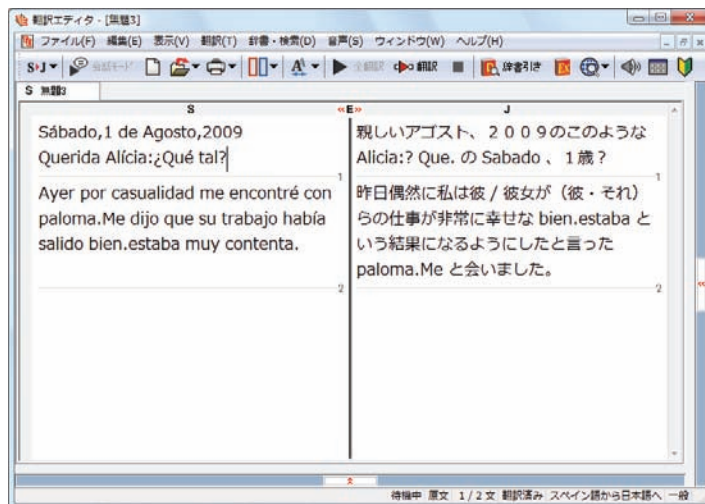 翻訳エディタ - [無題3]
ファイル(F) 編集(E) 表示(V) 翻訳(T) 辞書・検索(D) 音声(S) ウィンドウ(W) ヘルプ(H)
S›J 全翻訳 翻訳 辞書引き EX
S 無題3
S «E» J
Sábado,1 de Agosto,2009
Querida Alícia:¿Qué tal?
1
Ayer por casualidad me encontré con
paloma.Me dijo que su trabajo había
salido bien.estaba muy contenta.
2
親しいアゴスト、２００９のこのような
Alicia:? Que. の Sabado 、１歳？
1
昨日偶然に私は彼 / 彼女が（彼・それ）
らの仕事が非常に幸せな bien.estaba と
いう結果になるようにしたと言った
paloma.Me と会いました。
2
待機中 原文 1 / 2 文 翻訳済み スペイン語から日本語へ 一般